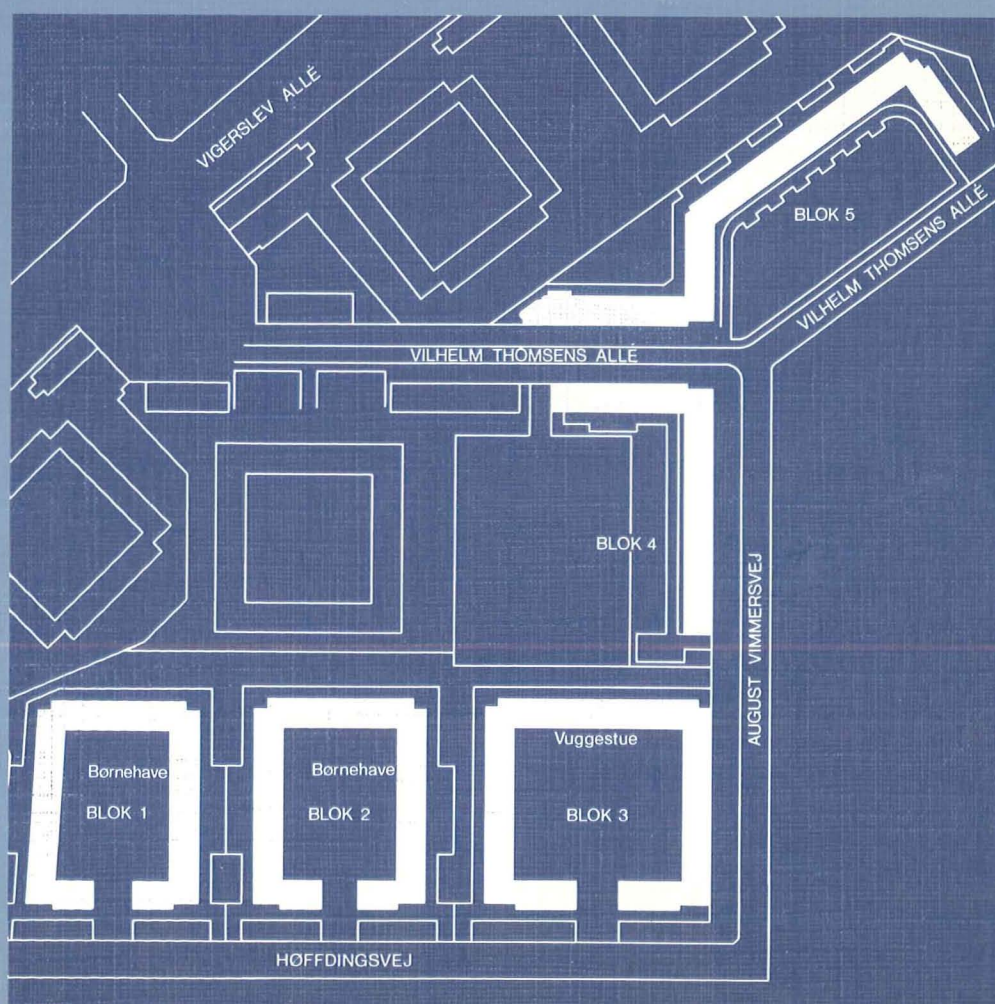 VIGERSLEV ALLÉ
BLOK 5
VILHELM THOMSENS ALLÉ
VILHELM THOMSENS ALLÉ
BLOK 4
AUGUST VIMMERSVEJ
Børnehave
BLOK 1
Børnehave
BLOK 2
Vuggestue
BLOK 3
HØFFDINGSVEJ